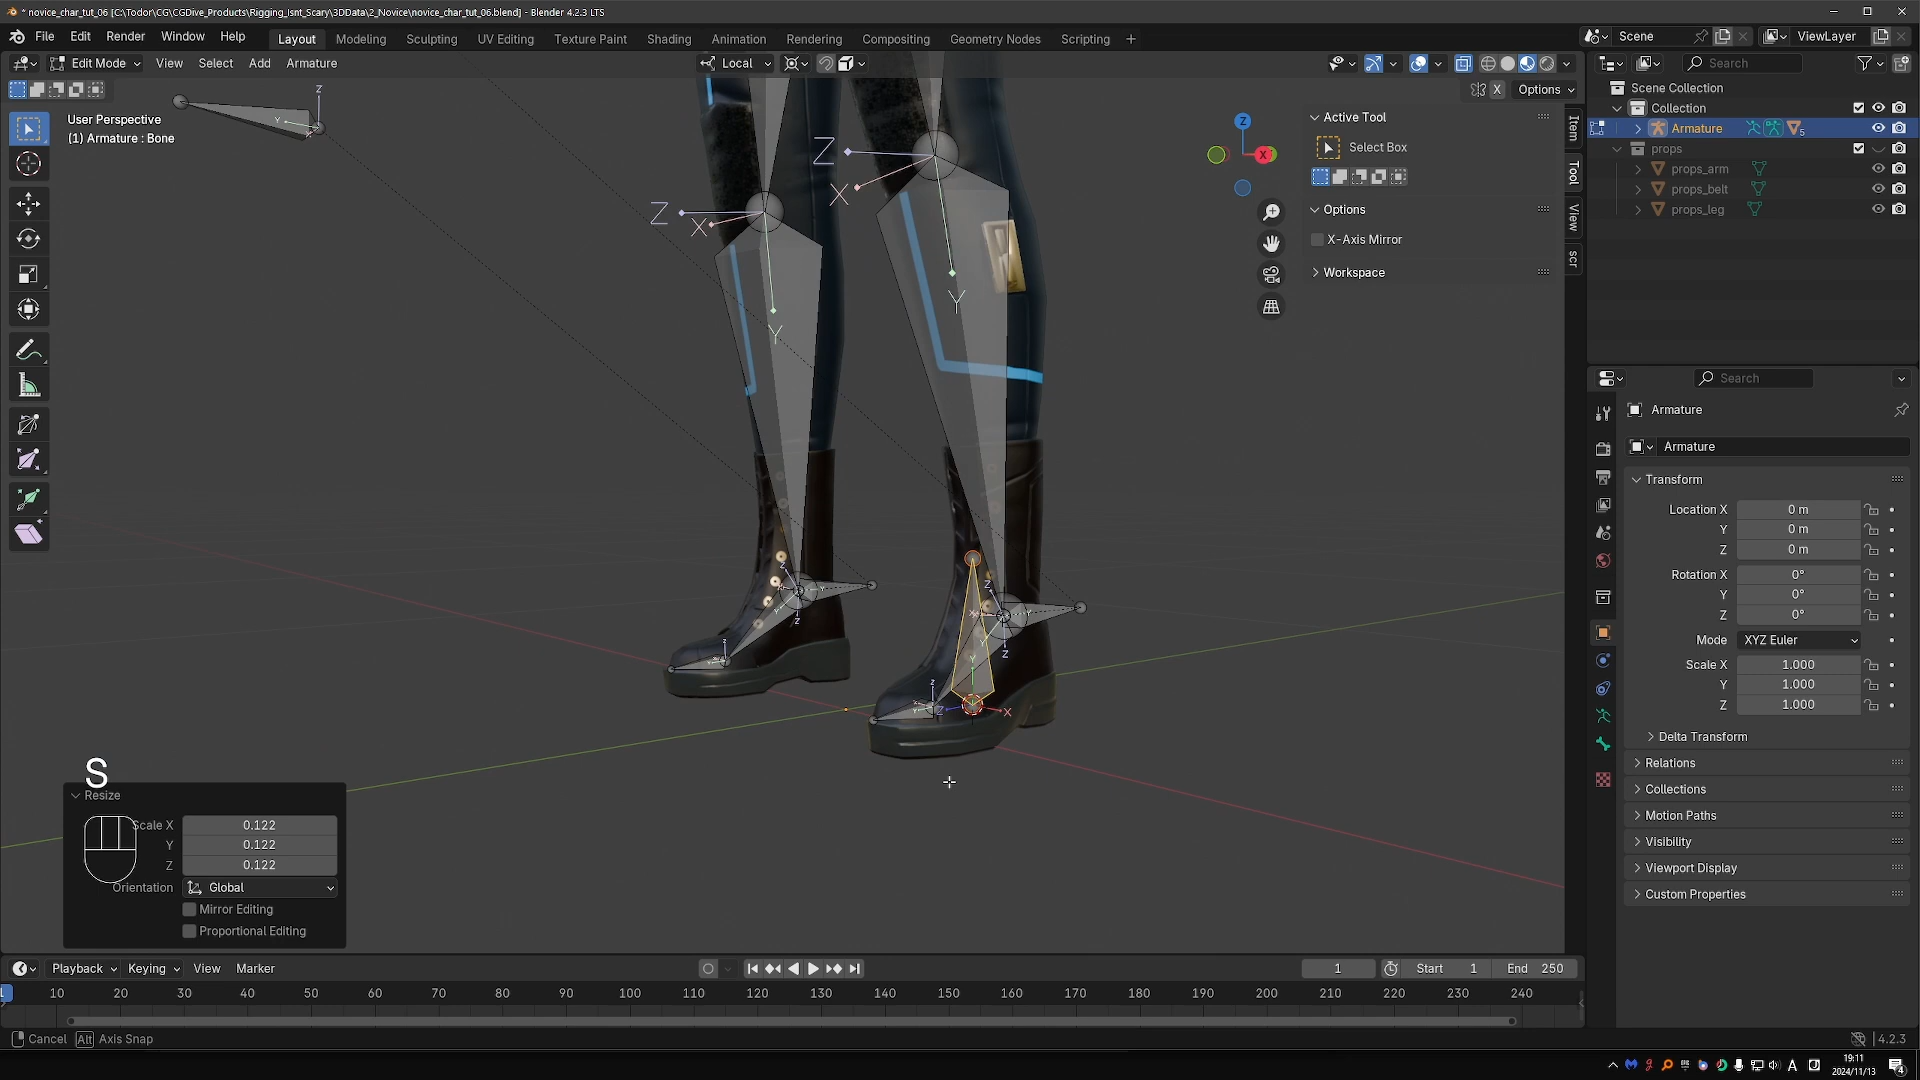 * novice_char_tut_06 [C:\Todor\CG\CGDive_Products\Rigging_Isnt_Scary\3DData\2_Novice\novice_char_tut_06.blend] - Blender 4.2.3 LTS
File Edit Render Window Help Layout Modeling Sculpting UV Editing Texture Paint Shading Animation Rendering Compositing Geometry Nodes Scripting + Scene ViewLayer
Edit Mode View Select Add Armature Local Search
X Options
User Perspective
(1) Armature : Bone
Active Tool
Select Box
Options
X-Axis Mirror
Workspace
Item
Tool
View
scr
Scene Collection
Collection
Armature 5
props
props_arm
props_belt
props_leg
Search
Armature
Armature
Transform
Location X 0 m
Y 0 m
Z 0 m
Rotation X 0°
Y 0°
Z 0°
Mode XYZ Euler
Scale X 1.000
Y 1.000
Z 1.000
Delta Transform
Relations
Collections
Motion Paths
Visibility
Viewport Display
Custom Properties
Z
X
Y
Z
X
Y
S
Resize
Scale X 0.122
Y 0.122
Z 0.122
Orientation Global
Mirror Editing
Proportional Editing
Playback Keying View Marker 1 Start 1 End 250
1 10 20 30 40 50 60 70 80 90 100 110 120 130 140 150 160 170 180 190 200 210 220 230 240
Cancel Alt Axis Snap 4.2.3
A 19:11
2024/11/13 4